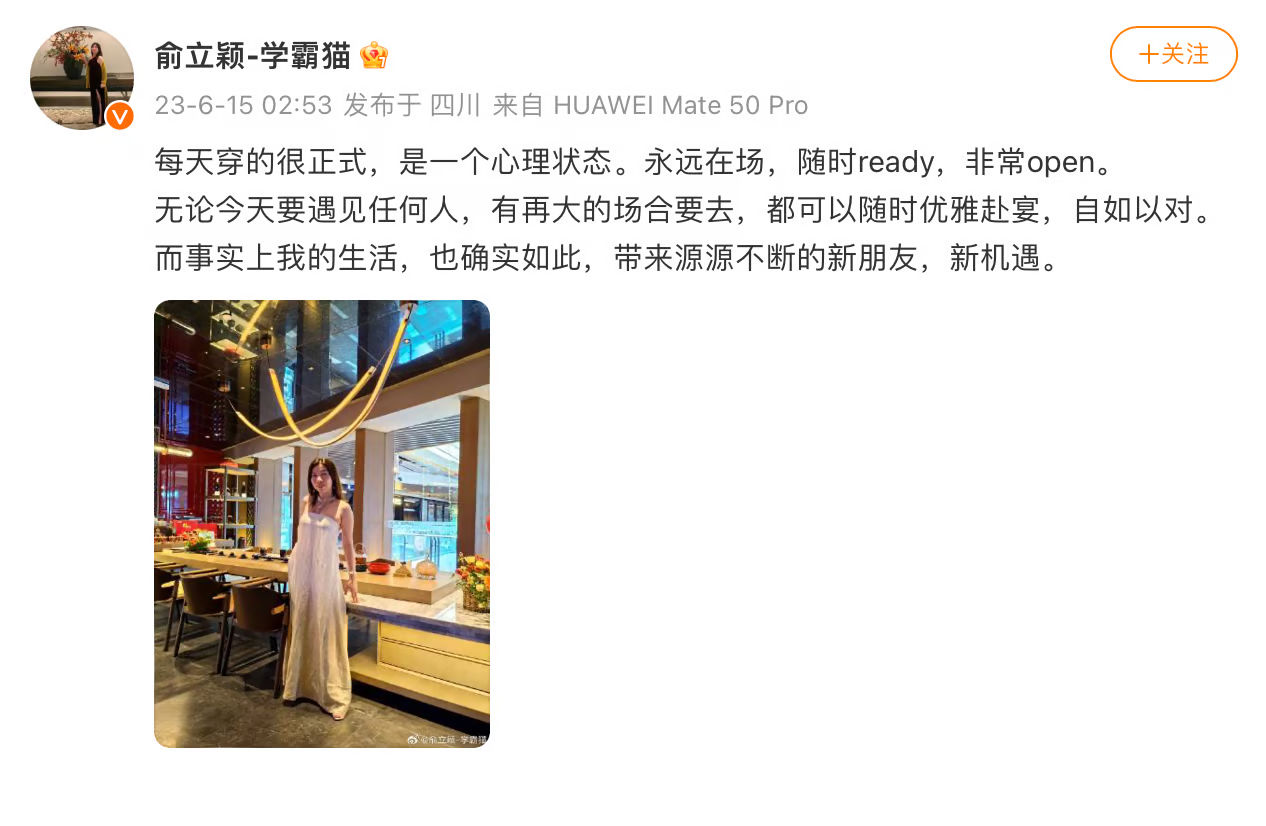 俞立颖-学霸猫
+关注
23-6-15 02:53 发布于 四川 来自 HUAWEI Mate 50 Pro
每天穿的很正式，是一个心理状态。永远在场，随时ready，非常open。
无论今天要遇见任何人，有再大的场合要去，都可以随时优雅赴宴，自如以对。
而事实上我的生活，也确实如此，带来源源不断的新朋友，新机遇。
@俞立颖-学霸猫